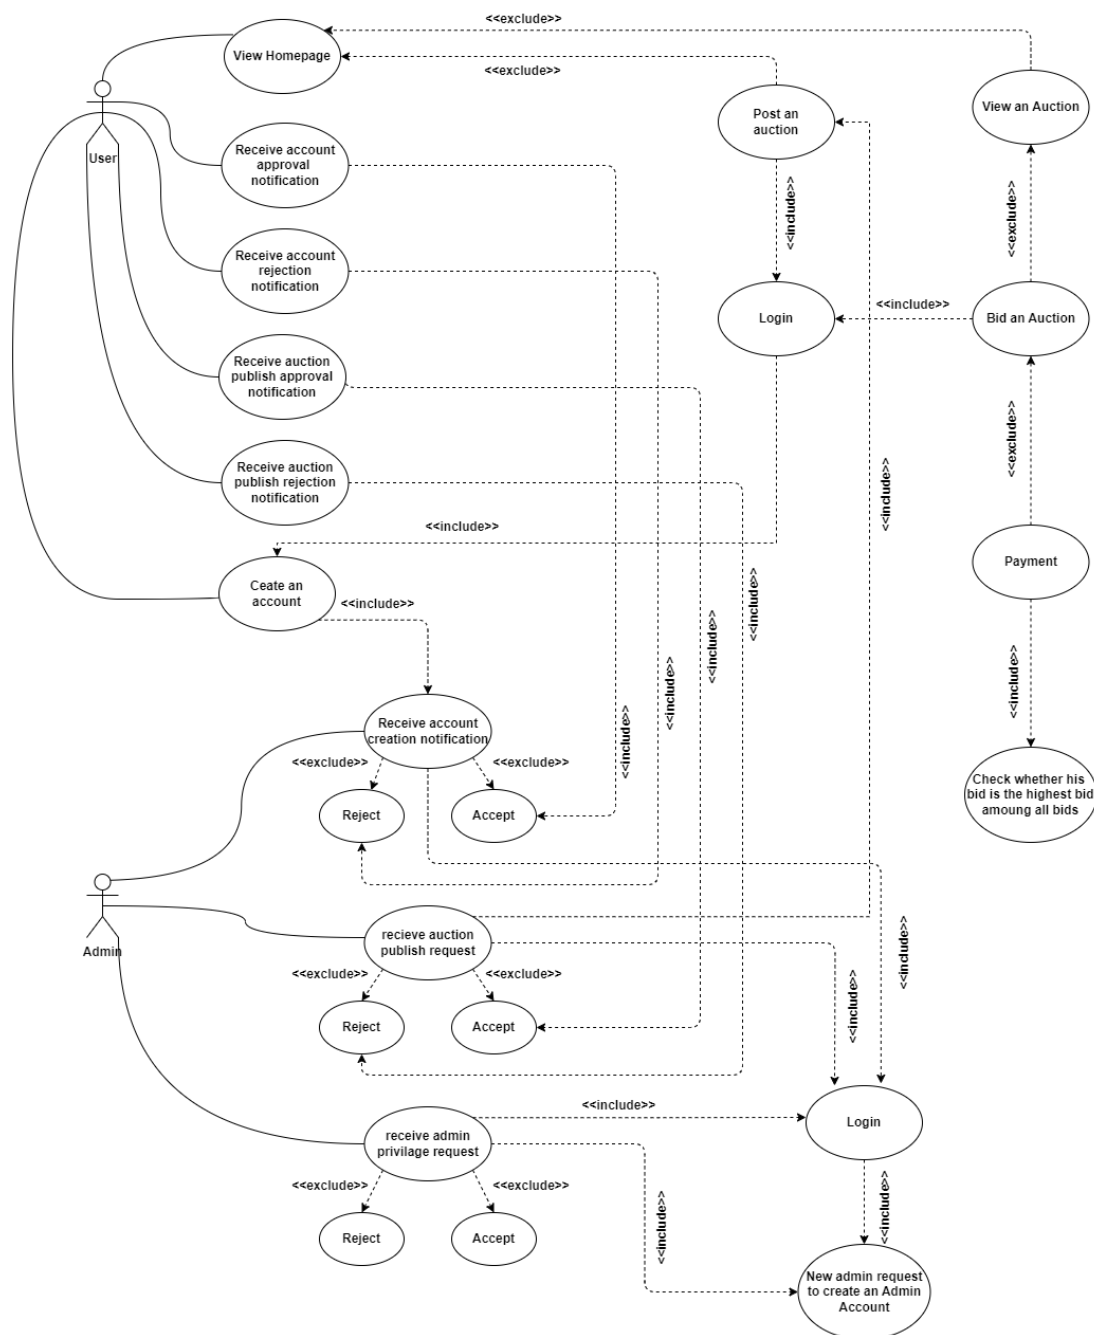 <<exclude>>
View Homepage
<<exclude>>
View an Auction
Post an
auction
User
Receive account
approval
notification
<<include>>
<<exclude>>
Receive account
rejection
notification
Login
<<include>>
Bid an Auction
Receive auction
publish approval
notification
<<exclude>>
Receive auction
publish rejection
notification
<<include>>
<<include>>
Payment
Ceate an
account
<<include>>
<<include>>
<<include>>
<<include>>
<<include>>
<<include>>
Receive account
creation notification
<<exclude>>
<<exclude>>
Reject
Accept
Check whether his
bid is the highest bid
amoung all bids
Admin
recieve auction
publish request
<<exclude>>
<<exclude>>
Reject
Accept
<<include>>
<<include>>
<<include>>
Login
receive admin
privilage request
<<exclude>>
<<exclude>>
Reject
Accept
<<include>>
<<include>>
New admin request
to create an Admin
Account